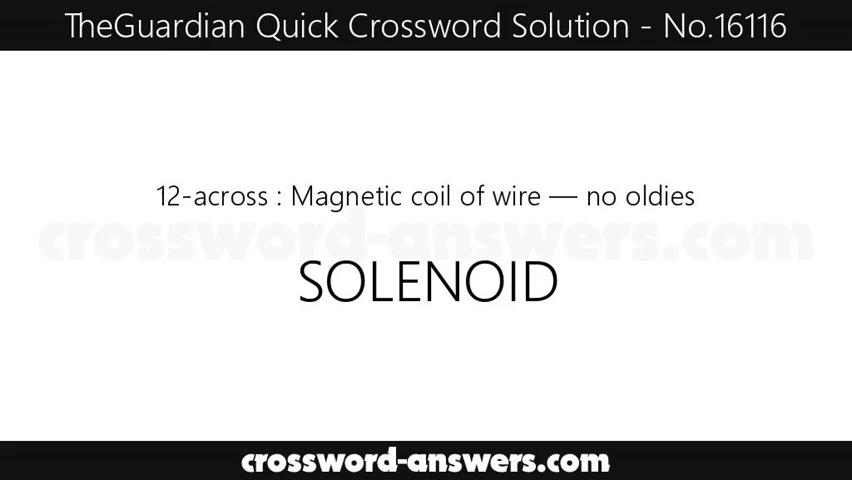 TheGuardian Quick Crossword Solution - No.16116
12-across : Magnetic coil of wire — no oldies
crossword-answers.com
SOLENOID
crossword-answers.com